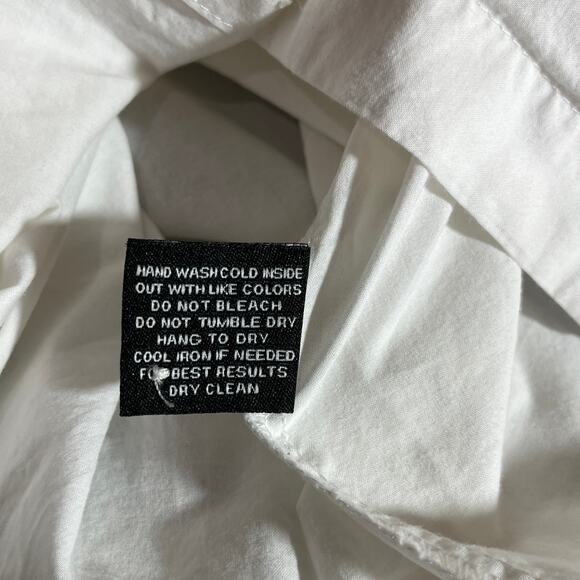 HAND WASH COLD INSIDE
OUT WITH LIKE COLORS
DO NOT BLEACH
DO NOT TUMBLE DRY
HANG TO DRY
COOL IRON IF NEEDED
BEST RESULTS
DRY CLEAN